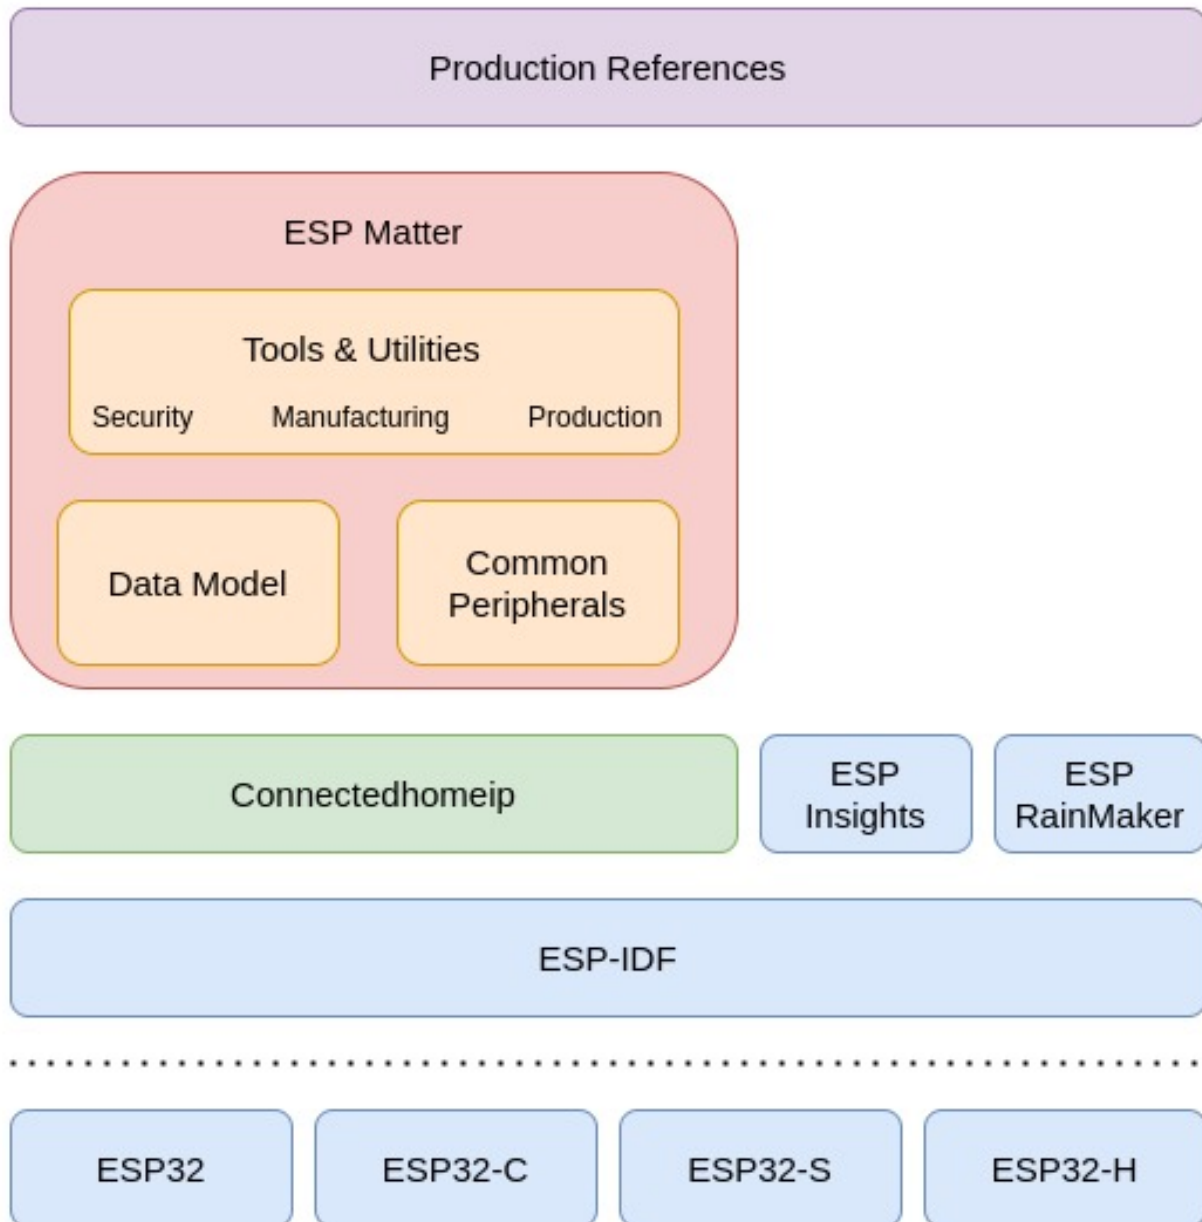 Production References
ESP Matter
Tools & Utilities
Security Manufacturing Production
Data Model
Common
Peripherals
Connectedhomeip
ESP
Insights
ESP
RainMaker
ESP-IDF
ESP32
ESP32-C
ESP32-S
ESP32-H